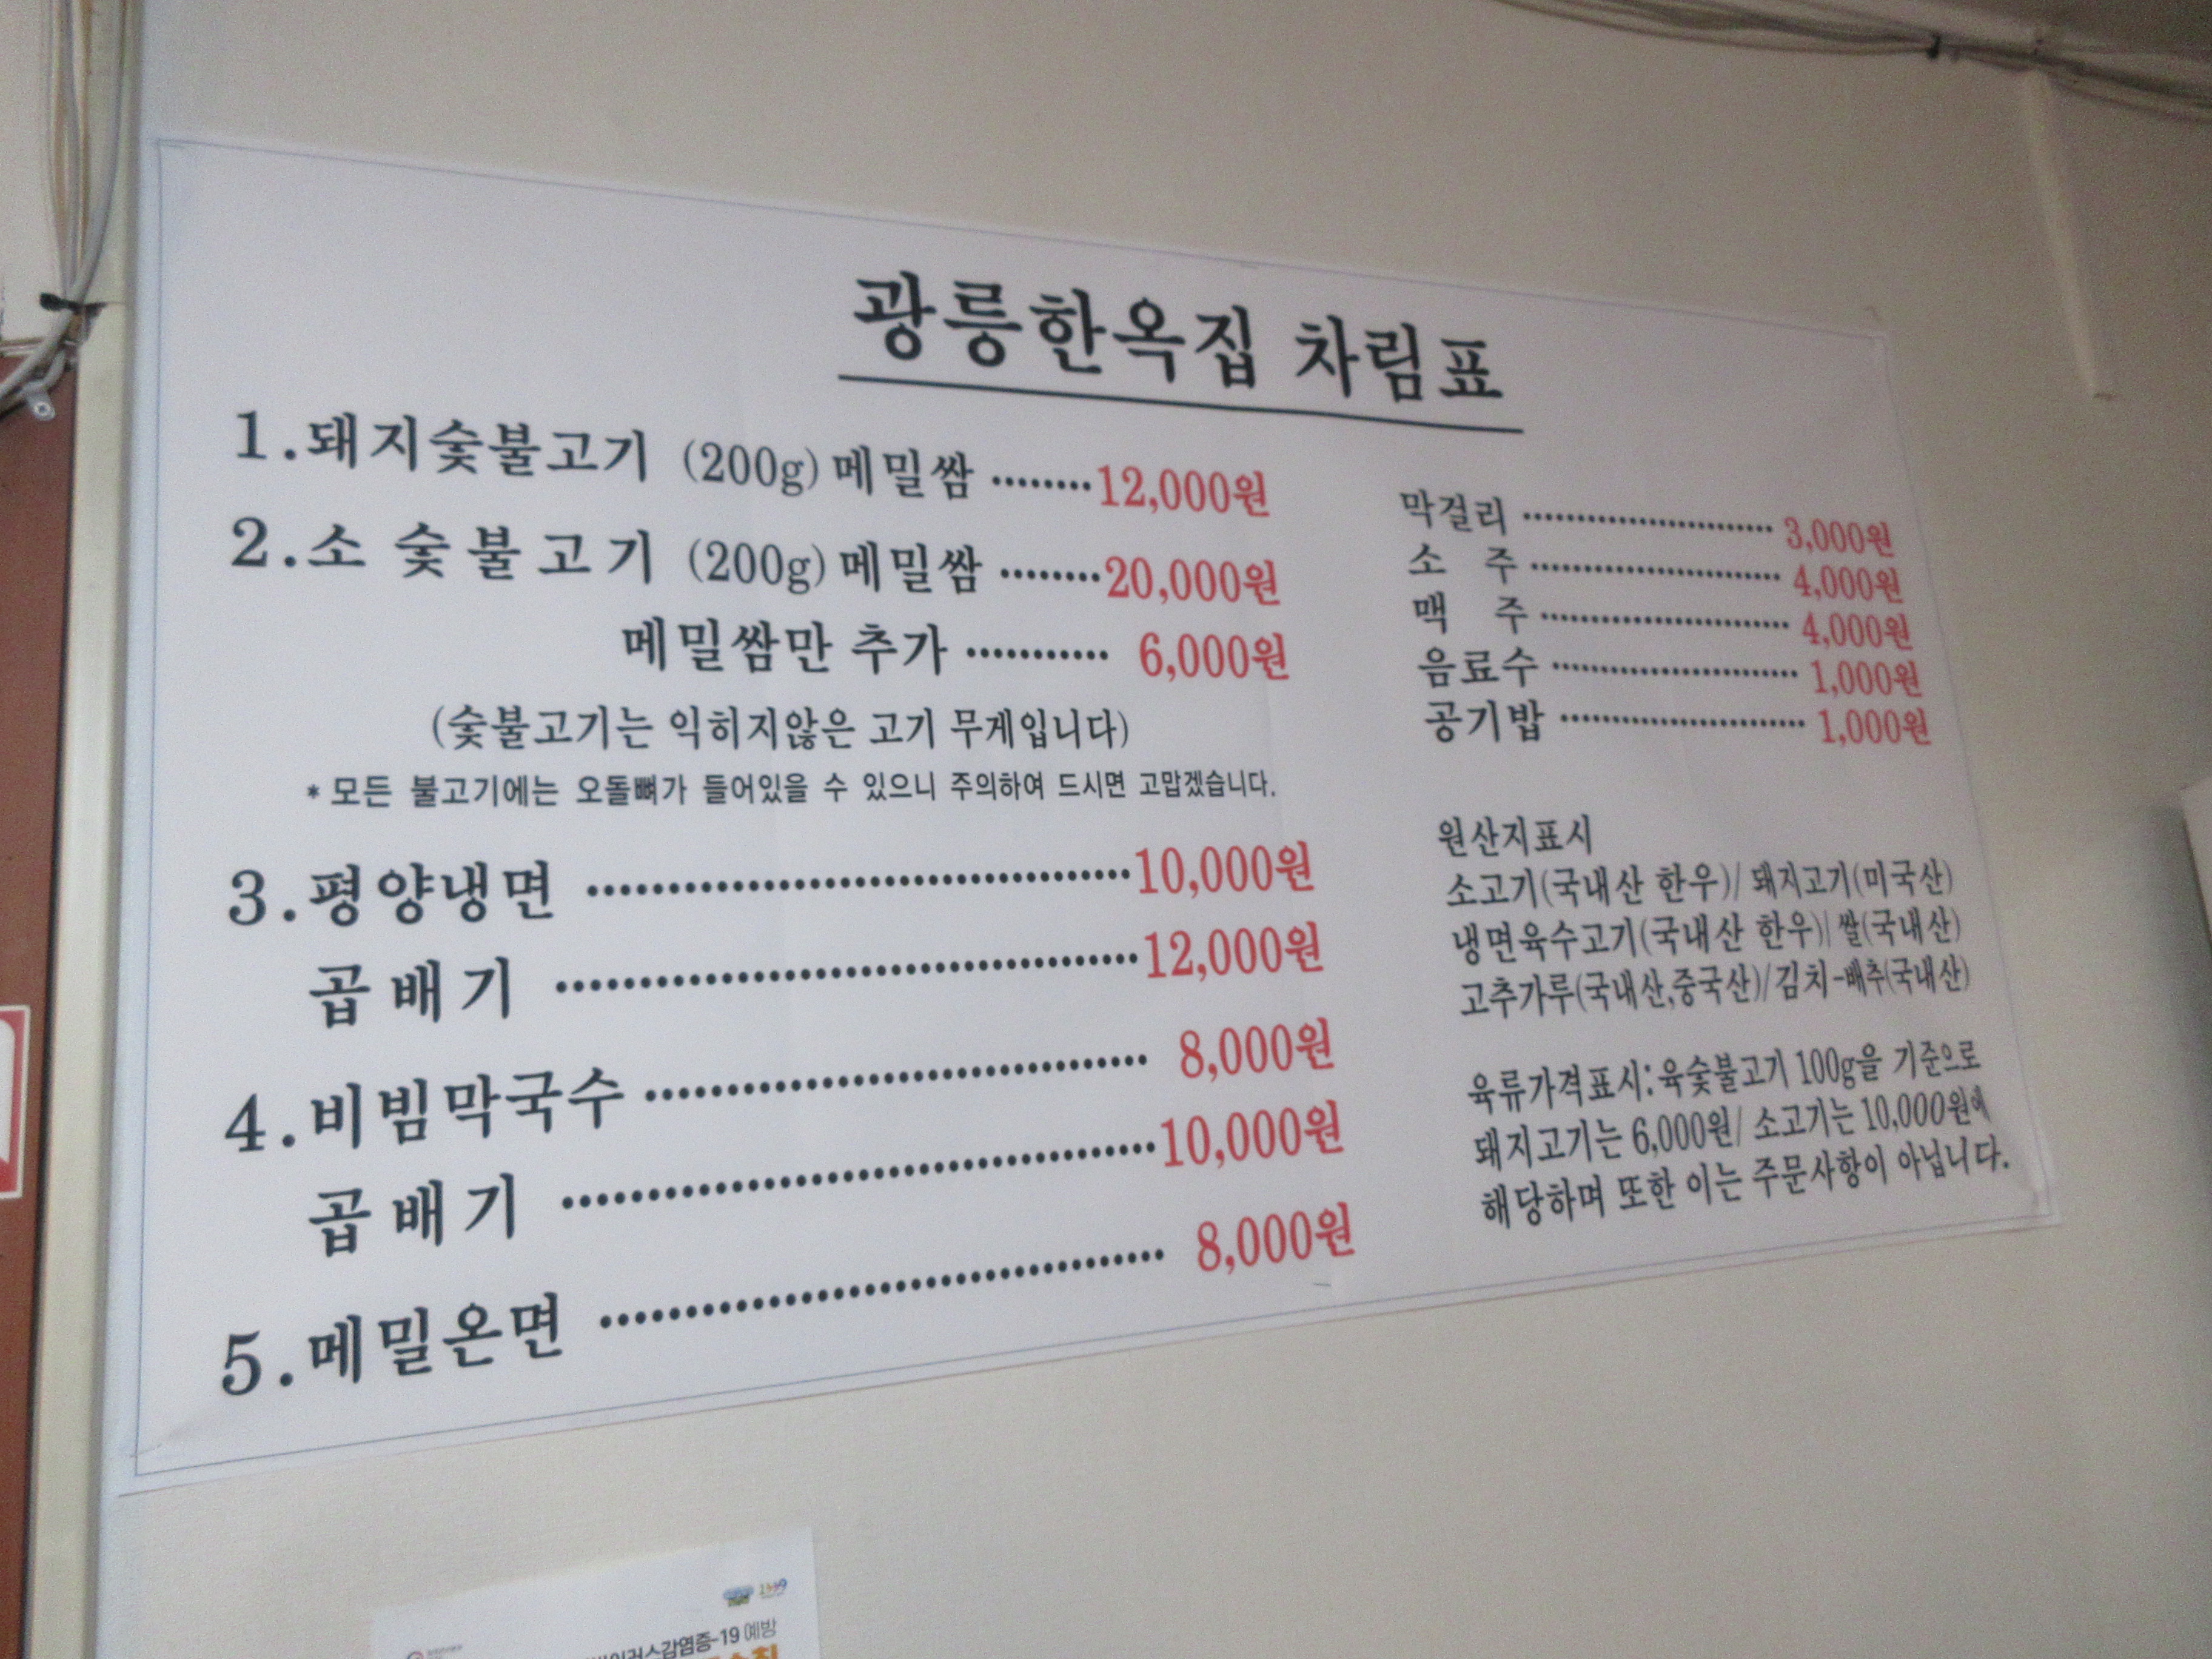 광릉한옥집 차림표
1.돼지숯불고기 (200g)메밀쌈 ········12,000원
2.소 숯불고기 (200g)메밀쌈 ········20,000원
메밀쌈만 추가 ··········· 6,000원
(숯불고기는 익히지않은 고기 무게입니다)
* 모든 불고기에는 오돌뼈가 들어있을 수 있으니 주의하여 드시면 고맙겠습니다.
3.평양냉면 ········································10,000원
곱배기 ········································12,000원
4.비빔막국수 ········································ 8,000원
곱배기 ········································10,000원
5.메밀온면 ········································ 8,000원
막걸리 ························ 3,000원
소 주 ························ 4,000원
맥 주 ························ 4,000원
음료수 ························ 1,000원
공기밥 ························ 1,000원
원산지표시
소고기(국내산 한우)/ 돼지고기(미국산)
냉면육수고기(국내산 한우)/ 쌀(국내산)
고추가루(국내산,중국산)/김치-배추(국내산)
육류가격표시:육숯불고기 100g을 기준으로
돼지고기는 6,000원/ 소고기는 10,000원에
해당하며 또한 이는 주문사항이 아닙니다.
1339
감염증-19 예방